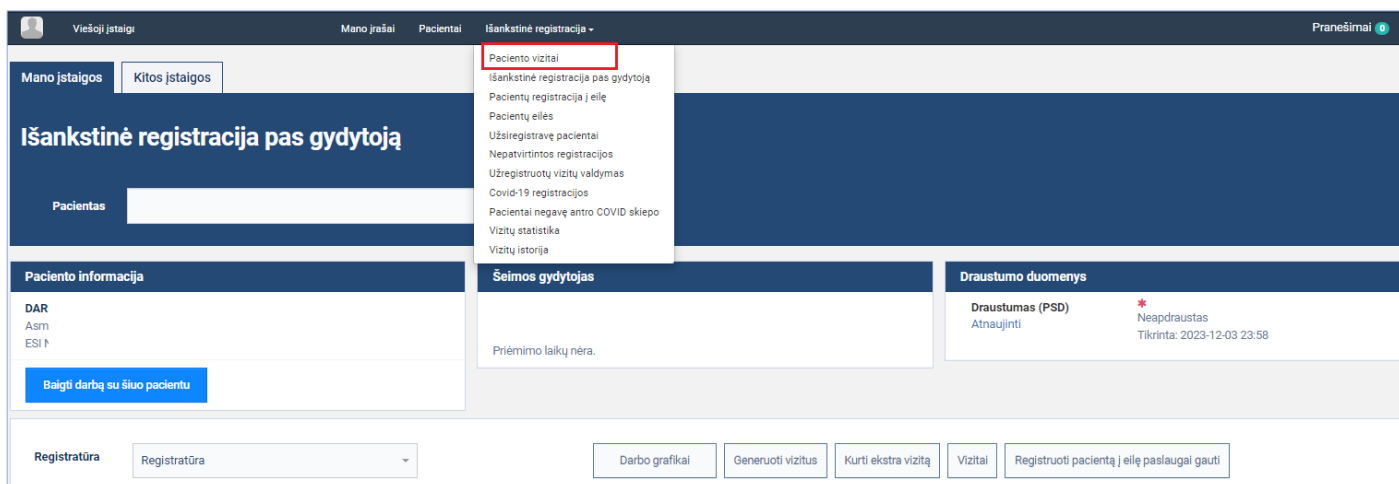 Viešoji įstaiga Mano įrašai Pacientai Išankstinė registracija Pranešimai 0
Paciento vizitai
Išankstinė registracija pas gydytoją
Pacientų registracija į eilę
Pacientų eilės
Užsiregistravę pacientai
Nepatvirtintos registracijos
Užregistruotų vizitų valdymas
Covid-19 registracijos
Pacientai negavę antro COVID skiepo
Vizitų statistika
Vizitų istorija
Mano įstaigos Kitos įstaigos
Išankstinė registracija pas gydytoją
Pacientas
Paciento informacija
DAR
Asm
ESI N
Baigti darbą su šiuo pacientu
Šeimos gydytojas
Priėmimo laikų nėra.
Draustumo duomenys
Draustumas (PSD) *
Atnaujinti Neapdraustas
Tikrinta: 2023-12-03 23:58
Registratūra Registratūra Darbo grafikai Generuoti vizitus Kurti ekstra vizitą Vizitai Registruoti pacientą į eilę paslaugai gauti